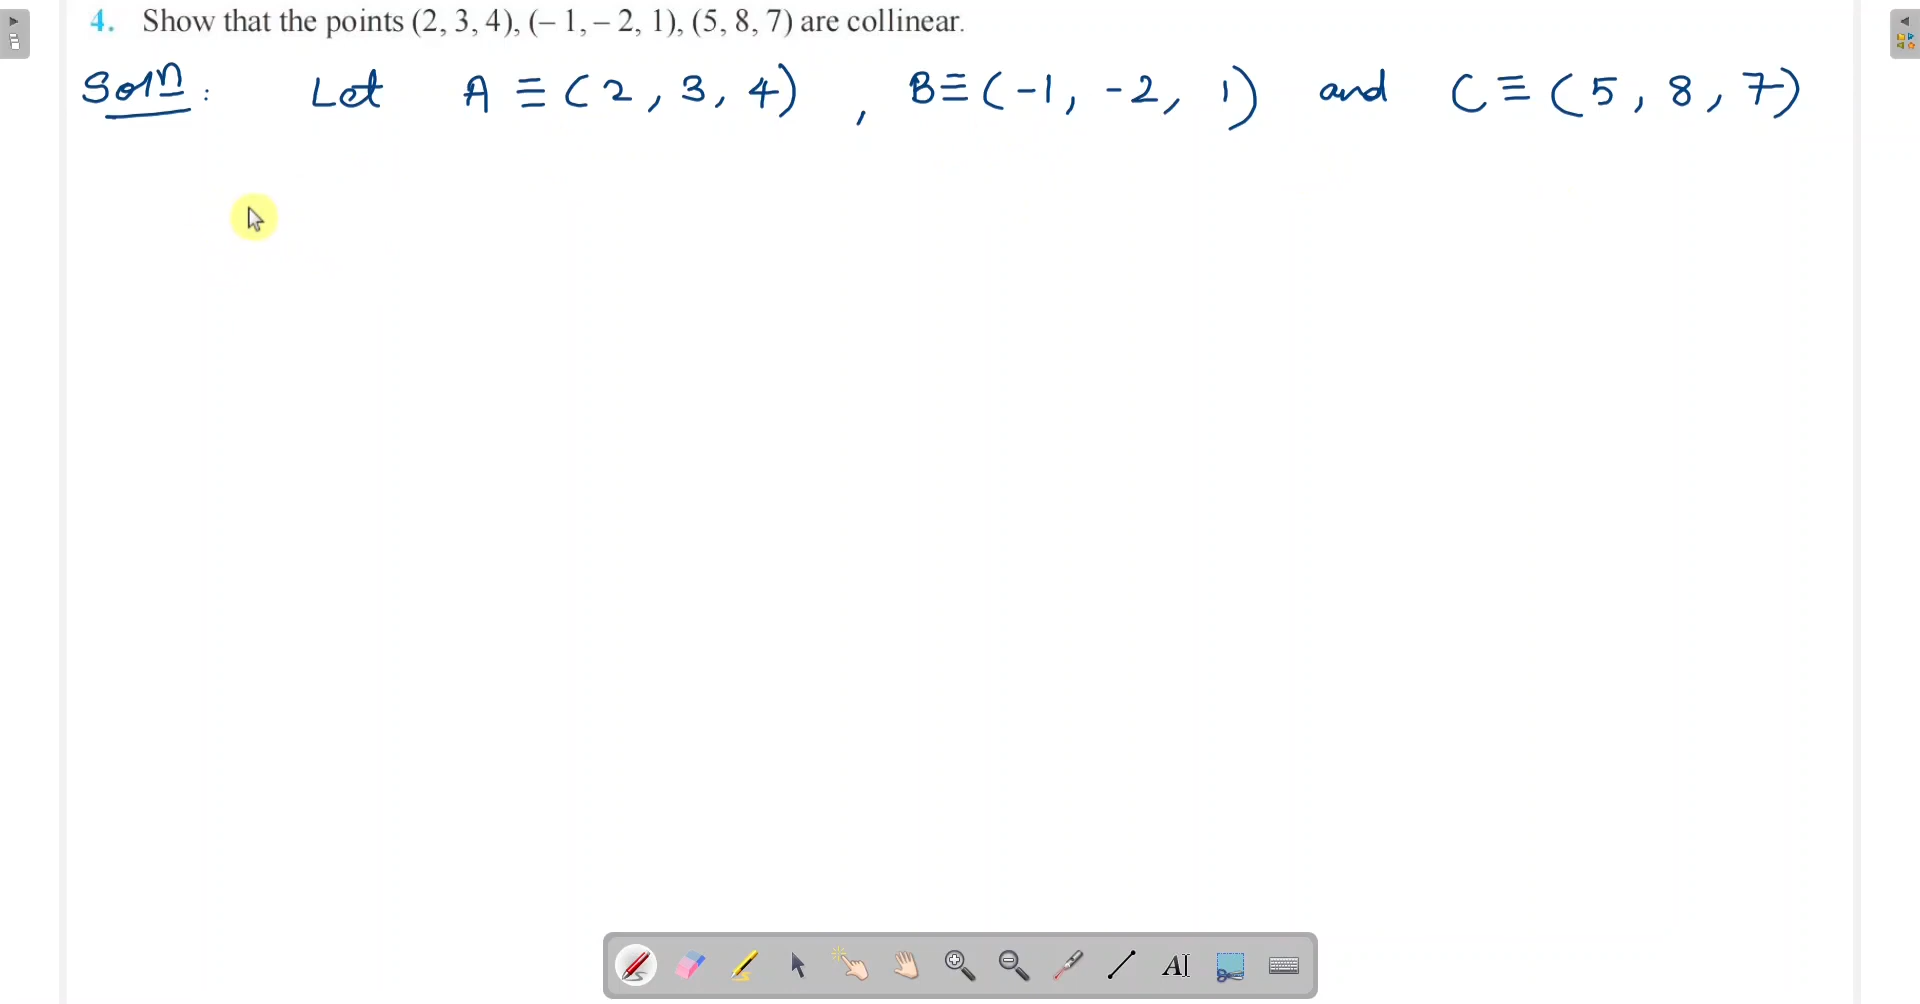 4. Show that the points (2, 3, 4), (– 1, – 2, 1), (5, 8, 7) are collinear.
Soln : Let A ≡ (2, 3, 4) , B ≡ (-1, -2, 1) and C ≡ (5, 8, 7)
A